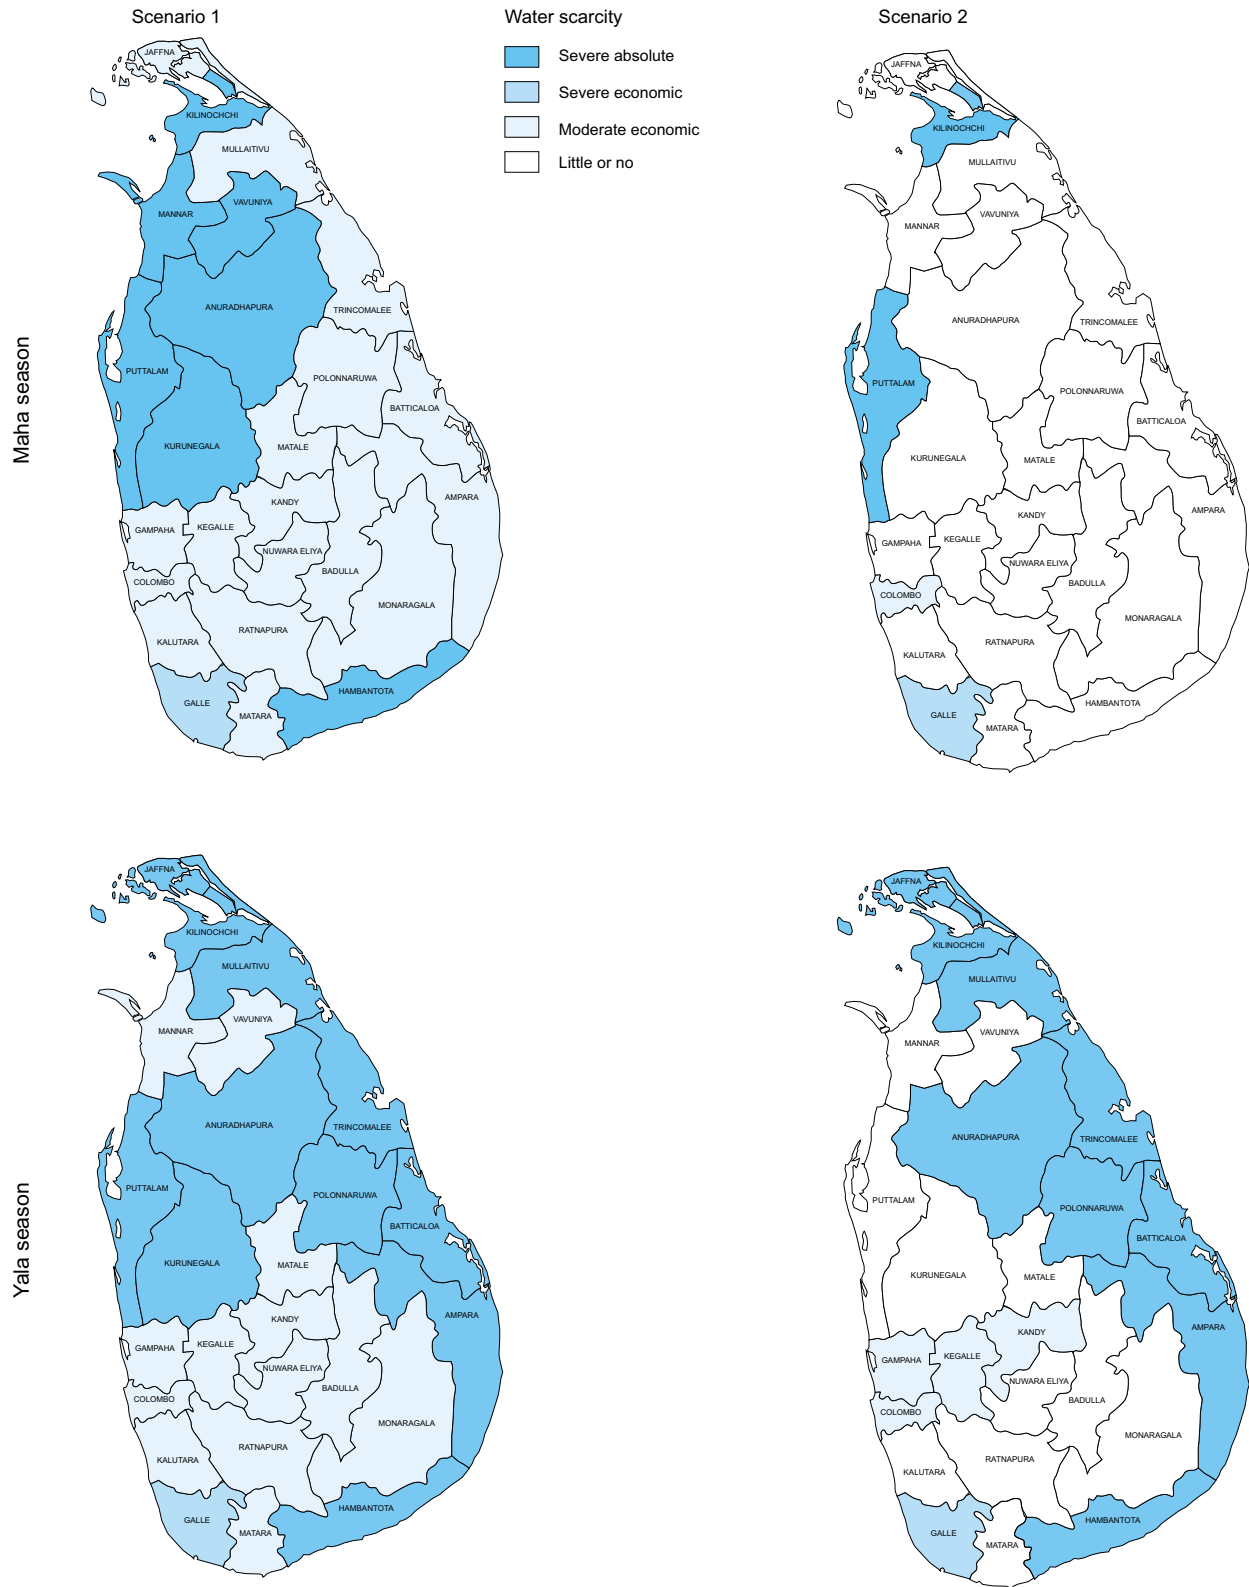 Scenario 1
Water scarcity
Scenario 2
Severe absolute
Severe economic
Moderate economic
Little or no
Maha season
JAFFNA
KILINOCHCHI
MULLAITIVU
VAVUNIYA
MANNAR
ANURADHAPURA
TRINCOMALEE
PUTTALAM
POLONNARUWA
BATTICALOA
KURUNEGALA
MATALE
AMPARA
KANDY
GAMPAHA
KEGALLE
NUWARA ELIYA
BADULLA
COLOMBO
MONARAGALA
RATNAPURA
KALUTARA
HAMBANTOTA
GALLE
MATARA
JAFFNA
KILINOCHCHI
MULLAITIVU
VAVUNIYA
MANNAR
ANURADHAPURA
TRINCOMALEE
PUTTALAM
POLONNARUWA
BATTICALOA
KURUNEGALA
MATALE
AMPARA
KANDY
GAMPAHA
KEGALLE
NUWARA ELIYA
BADULLA
COLOMBO
MONARAGALA
RATNAPURA
KALUTARA
HAMBANTOTA
GALLE
MATARA
Yala season
JAFFNA
KILINOCHCHI
MULLAITIVU
VAVUNIYA
MANNAR
ANURADHAPURA
TRINCOMALEE
PUTTALAM
POLONNARUWA
BATTICALOA
KURUNEGALA
MATALE
AMPARA
KANDY
GAMPAHA
KEGALLE
NUWARA ELIYA
BADULLA
COLOMBO
MONARAGALA
RATNAPURA
KALUTARA
HAMBANTOTA
GALLE
MATARA
JAFFNA
KILINOCHCHI
MULLAITIVU
VAVUNIYA
MANNAR
ANURADHAPURA
TRINCOMALEE
PUTTALAM
POLONNARUWA
BATTICALOA
KURUNEGALA
MATALE
AMPARA
KANDY
GAMPAHA
KEGALLE
NUWARA ELIYA
BADULLA
COLOMBO
MONARAGALA
RATNAPURA
KALUTARA
HAMBANTOTA
GALLE
MATARA